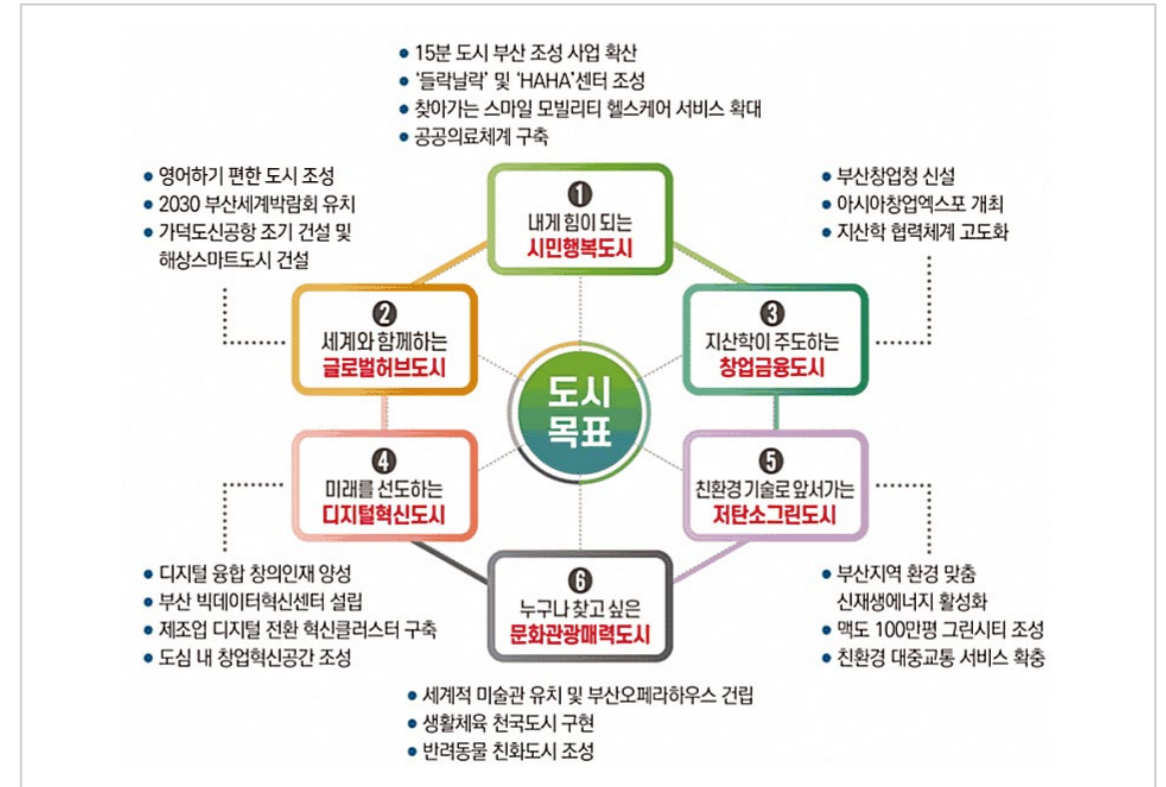 • 15분 도시 부산 조성 사업 확산
• '들락날락' 및 'HAHA'센터 조성
• 찾아가는 스마일 모빌리티 헬스케어 서비스 확대
• 공공의료체계 구축
❶
내게 힘이 되는
시민행복도시
• 영어하기 편한 도시 조성
• 2030 부산세계박람회 유치
• 가덕도신공항 조기 건설 및
해상스마트도시 건설
❷
세계와 함께하는
글로벌허브도시
• 부산창업청 신설
• 아시아창업엑스포 개최
• 지산학 협력체계 고도화
❸
지산학이 주도하는
창업금융도시
도시
목표
❹
미래를 선도하는
디지털혁신도시
• 디지털 융합 창의인재 양성
• 부산 빅데이터혁신센터 설립
• 제조업 디지털 전환 혁신클러스터 구축
• 도심 내 창업혁신공간 조성
❺
친환경 기술로 앞서가는
저탄소그린도시
• 부산지역 환경 맞춤
신재생에너지 활성화
• 맥도 100만평 그린시티 조성
• 친환경 대중교통 서비스 확충
❻
누구나 찾고 싶은
문화관광매력도시
• 세계적 미술관 유치 및 부산오페라하우스 건립
• 생활체육 천국도시 구현
• 반려동물 친화도시 조성